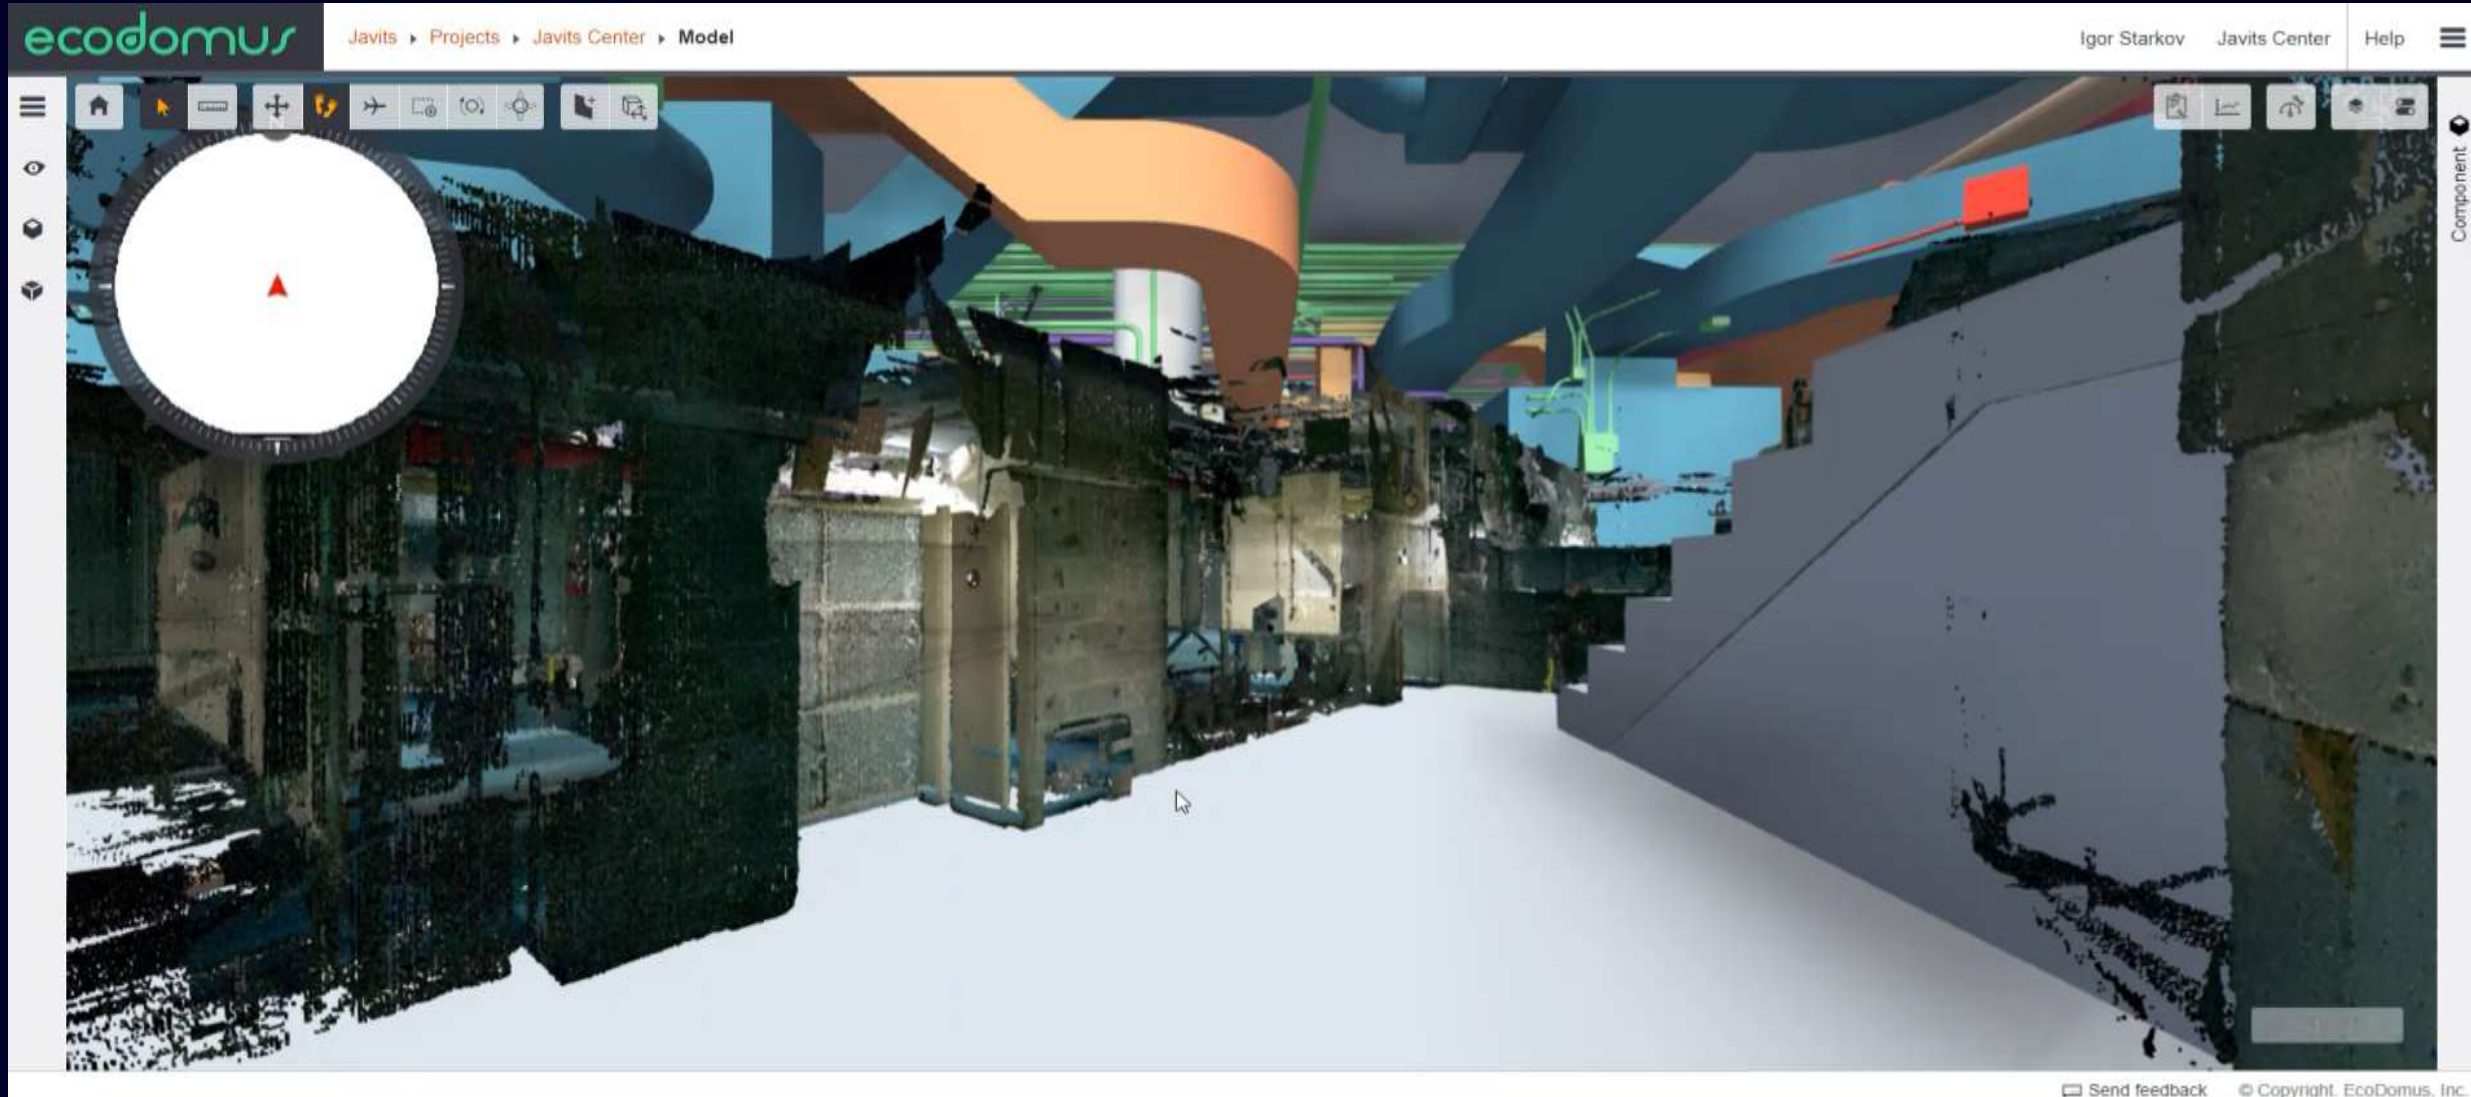 ecodomus
Javits ▸ Projects ▸ Javits Center ▸ Model
Igor Starkov
Javits Center
Help
Component
Send feedback
© Copyright. EcoDomus, Inc.